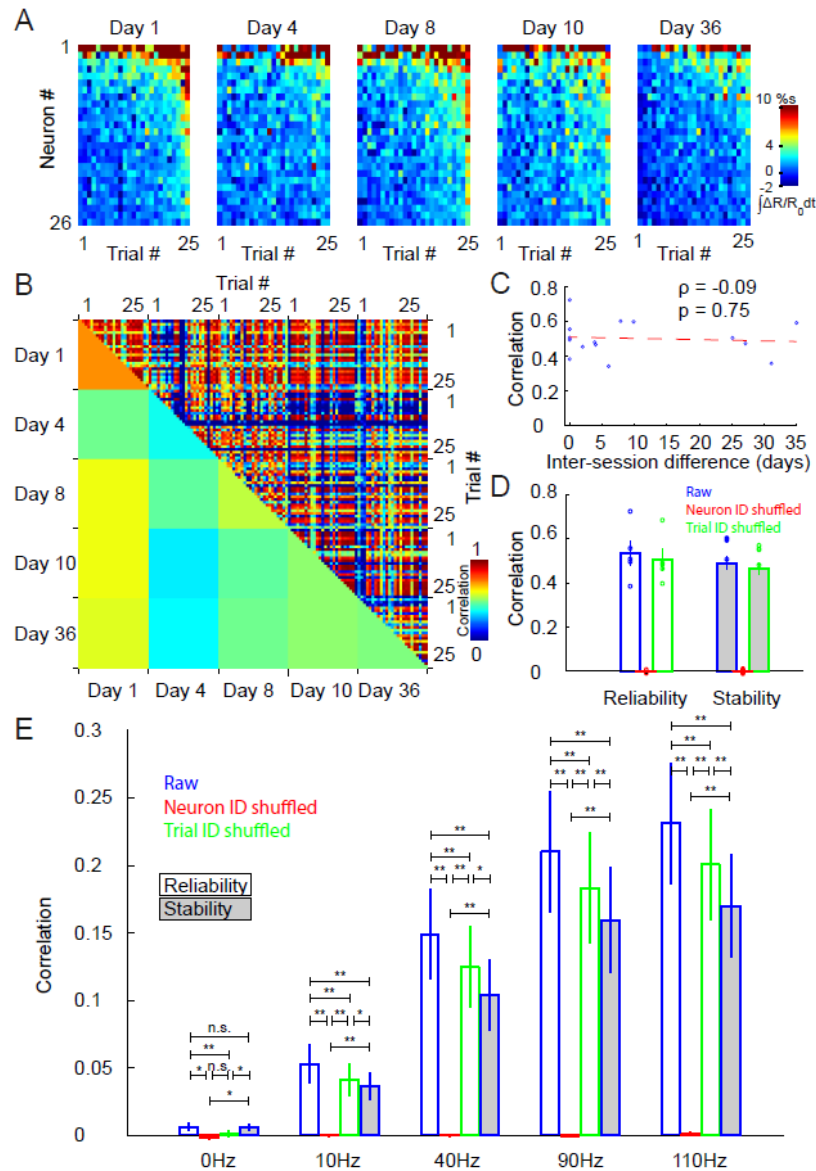 A
Day 1 Day 4 Day 8 Day 10 Day 36
1
Neuron #
26
1 25 1 25 1 25 1 25 1 25
Trial # Trial # Trial # Trial # Trial #
10 %s
4
0
-2
∫ΔR/R0dt
B
Trial #
1 25 1 25 1 25 1 25 1 25
Day 1
Day 4
Day 8
Day 10
Day 36
1
25
1
25
1
25
1
25
1
25
Trial #
1
Correlation
0
Day 1 Day 4 Day 8 Day 10 Day 36
C
ρ = -0.09
p = 0.75
0.8
0.6
0.4
0.2
0
Correlation
0 5 10 15 20 25 30 35
Inter-session difference (days)
D
Raw
Neuron ID shuffled
Trial ID shuffled
0.8
0.6
0.4
0.2
0
Correlation
Reliability Stability
E
0.3
0.25
0.2
0.15
0.1
0.05
0
Correlation
Raw
Neuron ID shuffled
Trial ID shuffled
Reliability
Stability
n.s.
**
* n.s. *
*
**
**
** ** *
**
**
**
** ** *
**
**
**
** ** **
**
**
**
** ** **
**
0Hz 10Hz 40Hz 90Hz 110Hz